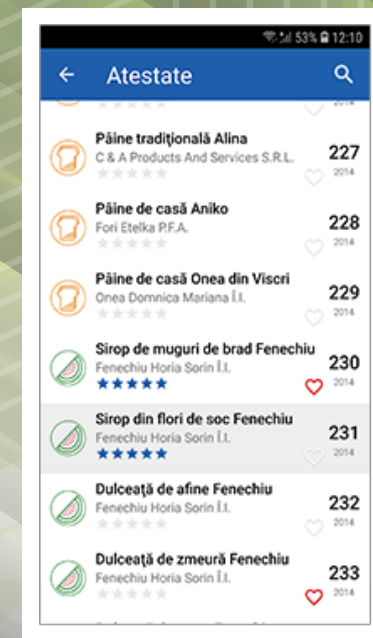 53% 12:10
Atestate
2014
Pâine tradiţională Alina
C & A Products And Services S.R.L.
227
2014
Pâine de casă Aniko
Fori Etelka P.F.A.
228
2014
Pâine de casă Onea din Viscri
Onea Domnica Mariana Î.I.
229
2014
Sirop de muguri de brad Fenechiu
Fenechiu Horia Sorin Î.I.
230
2014
Sirop din flori de soc Fenechiu
Fenechiu Horia Sorin Î.I.
231
2014
Dulceaţă de afine Fenechiu
Fenechiu Horia Sorin Î.I.
232
2014
Dulceaţă de zmeură Fenechiu
Fenechiu Horia Sorin Î.I.
233
2014